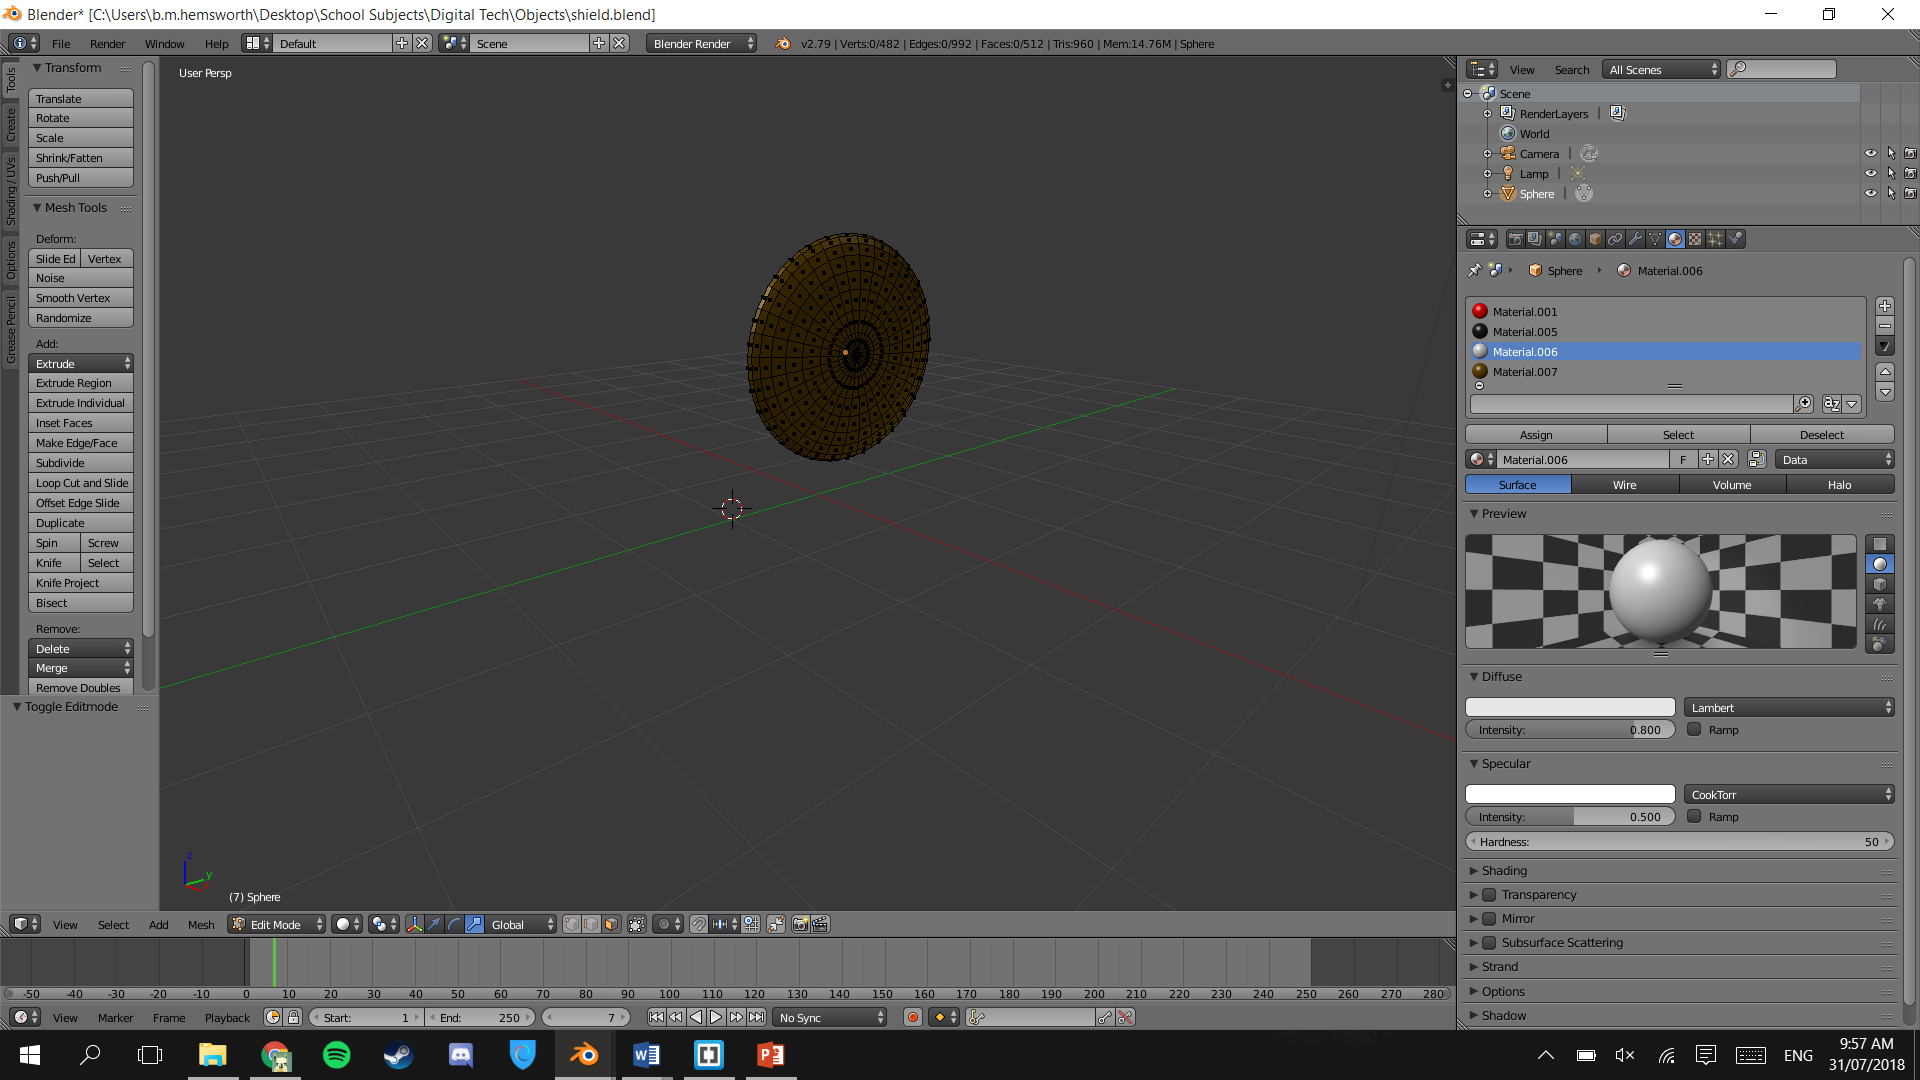 Blender* [C:\Users\b.m.hemsworth\Desktop\School Subjects\Digital Tech\Objects\shield.blend]
File Render Window Help Default Scene Blender Render v2.79 | Verts:0/482 | Edges:0/992 | Faces:0/512 | Tris:960 | Mem:14.76M | Sphere
Tools
Create
Shading / UVs
Options
Grease Pencil
Transform
Translate
Rotate
Scale
Shrink/Fatten
Push/Pull
Mesh Tools
Deform:
Slide Ed Vertex
Noise
Smooth Vertex
Randomize
Add:
Extrude
Extrude Region
Extrude Individual
Inset Faces
Make Edge/Face
Subdivide
Loop Cut and Slide
Offset Edge Slide
Duplicate
Spin Screw
Knife Select
Knife Project
Bisect
Remove:
Delete
Merge
Remove Doubles
Toggle Editmode
User Persp
z
y
x
(7) Sphere
View Select Add Mesh Edit Mode Global
-50 -40 -30 -20 -10 0 10 20 30 40 50 60 70 80 90 100 110 120 130 140 150 160 170 180 190 200 210 220 230 240 250 260 270 280
View Marker Frame Playback Start: 1 End: 250 7 No Sync
View Search All Scenes
Scene
RenderLayers
World
Camera
Lamp
Sphere
Sphere Material.006
Material.001
Material.005
Material.006
Material.007
Assign Select Deselect
Material.006 F Data
Surface Wire Volume Halo
Preview
Diffuse
Lambert
Intensity: 0.800 Ramp
Specular
CookTorr
Intensity: 0.500 Ramp
Hardness: 50
Shading
Transparency
Mirror
Subsurface Scattering
Strand
Options
Shadow
ENG
9:57 AM
31/07/2018